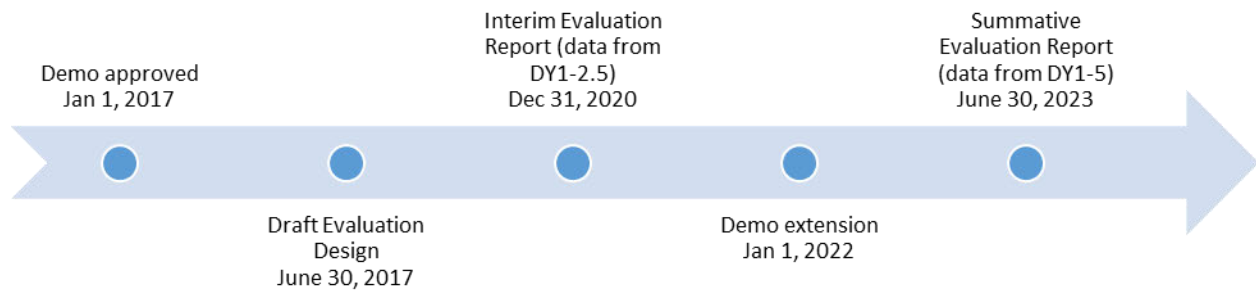 Demo approved
Jan 1, 2017
Draft Evaluation
Design
June 30, 2017
Interim Evaluation
Report (data from
DY1-2.5)
Dec 31, 2020
Demo extension
Jan 1, 2022
Summative
Evaluation Report
(data from DY1-5)
June 30, 2023